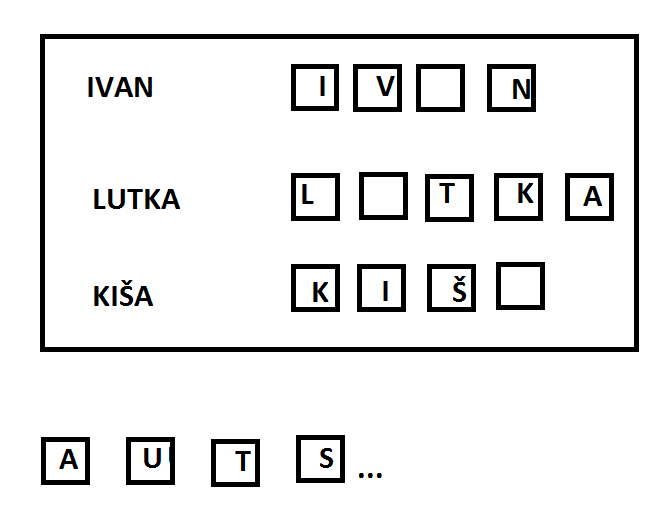 IVAN I V N
LUTKA L T K A
KIŠA K I Š
A U T S ...